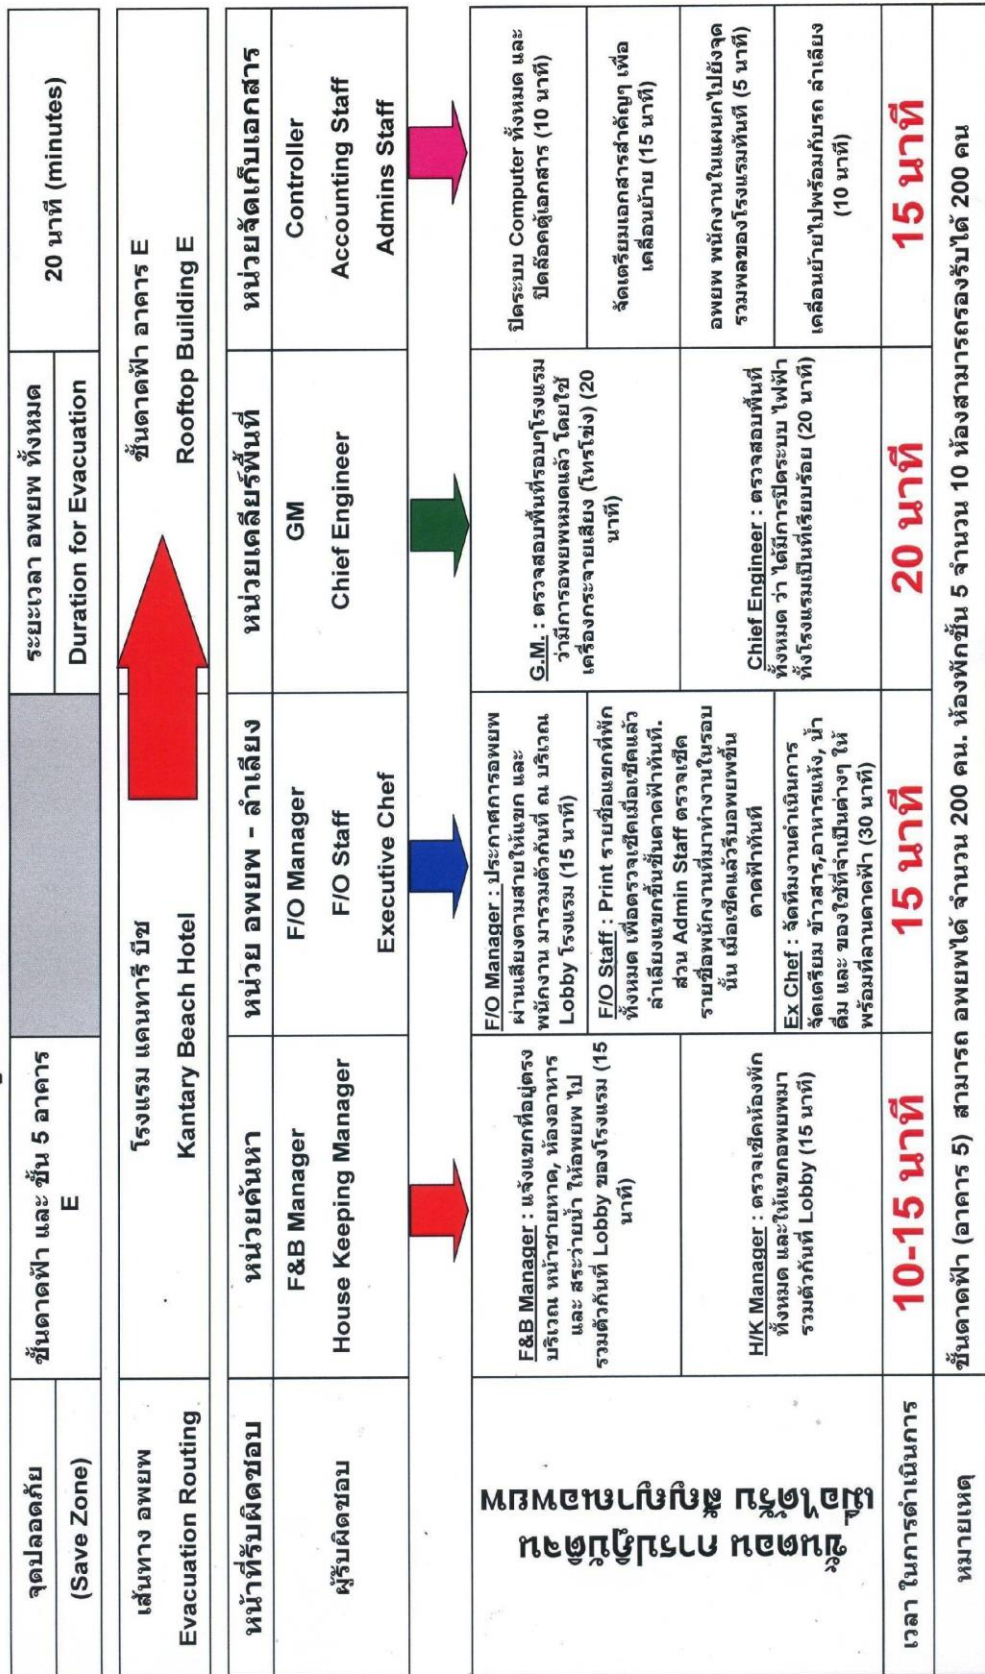 จุดปลอดภัย
(Save Zone)
ชั้นดาดฟ้า และ ชั้น 5 อาคาร
E
ระยะเวลา อพยพ ทั้งหมด
Duration for Evacuation
20 นาที (minutes)
เส้นทาง อพยพ
Evacuation Routing
โรงแรม แคนทารี บีช
Kantary Beach Hotel
ชั้นดาดฟ้า อาคาร E
Rooftop Building E
หน้าที่รับผิดชอบ
หน่วยค้นหา
หน่วย อพยพ - ลำเลียง
หน่วยเคลียร์พื้นที่
หน่วยจัดเก็บเอกสาร
ผู้รับผิดชอบ
F&B Manager
House Keeping Manager
F/O Manager
F/O Staff
Executive Chef
GM
Chief Engineer
Controller
Accounting Staff
Admins Staff
ขั้นตอน การปฏิบัติตน
เมื่อได้รับ สัญญาณอพยพ
F&B Manager : แจ้งแขกที่อยู่ตรง
บริเวณ หน้าชายหาด, ห้องอาหาร
และ สระว่ายน้ำ ให้อพยพ ไป
รวมตัวกันที่ Lobby ของโรงแรม (15
นาที)
H/K Manager : ตรวจเช็คห้องพัก
ทั้งหมด และให้แขกอพยพมา
รวมตัวกันที่ Lobby (15 นาที)
F/O Manager : ประกาศการอพยพ
ผ่านเสียงตามสายให้แขก และ
พนักงาน มารวมตัวกันที่ ณ บริเวณ
Lobby โรงแรม (15 นาที)
F/O Staff : Print รายชื่อแขกที่พัก
ทั้งหมด เพื่อตรวจเช็คเมื่อเช็คแล้ว
ลำเลียงแขกขึ้นชั้นดาดฟ้าทันที.
ส่วน Admin Staff ตรวจเช็ค
รายชื่อพนักงานที่มาทำงานในรอบ
นั้น เมื่อเช็คแล้วรีบอพยพขึ้น
ดาดฟ้าทันที
Ex Chef : จัดทีมงานดำเนินการ
จัดเตรียม ข้าวสาร,อาหารแห้ง, น้ำ
ดื่ม และ ของใช้ที่จำเป็นต่างๆ ให้
พร้อมที่ลานดาดฟ้า (30 นาที)
G.M. : ตรวจสอบพื้นที่รอบๆโรงแรม
ว่ามีการอพยพหมดแล้ว โดยใช้
เครื่องกระจายเสียง (โทรโข่ง) (20
นาที)
Chief Engineer : ตรวจสอบพื้นที่
ทั้งหมด ว่า ได้มีการปิดระบบ ไฟฟ้า
ทั้งโรงแรมเป็นที่เรียบร้อย (20 นาที)
ปิดระบบ Computer ทั้งหมด และ
ปิดล๊อคตู้เอกสาร (10 นาที)
จัดเตรียมเอกสารสำคัญๆ เพื่อ
เคลื่อนย้าย (15 นาที)
อพยพ พนักงานในแผนกไปยังจุด
รวมพลของโรงแรมทันที (5 นาที)
เคลื่อนย้ายไปพร้อมกับรถ ลำเลียง
(10 นาที)
เวลา ในการดำเนินการ
10-15 นาที
15 นาที
20 นาที
15 นาที
หมายเหตุ
ชั้นดาดฟ้า (อาคาร 5) สามารถ อพยพได้ จำนวน 200 คน. ห้องพักชั้น 5 จำนวน 10 ห้องสามารถรองรับได้ 200 คน